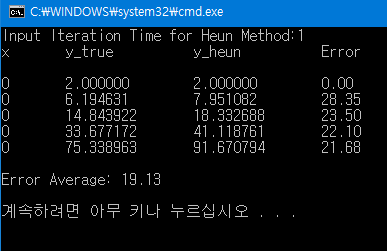 C:₩WINDOWS₩system32₩cmd.exe
Input Iteration Time for Heun Method:1
x y_true y_heun Error
0 2.000000 2.000000 0.00
0 6.194631 7.951082 28.35
0 14.843922 18.332688 23.50
0 33.677172 41.118761 22.10
0 75.338963 91.670794 21.68
Error Average: 19.13
계속하려면 아무 키나 누르십시오 . . .